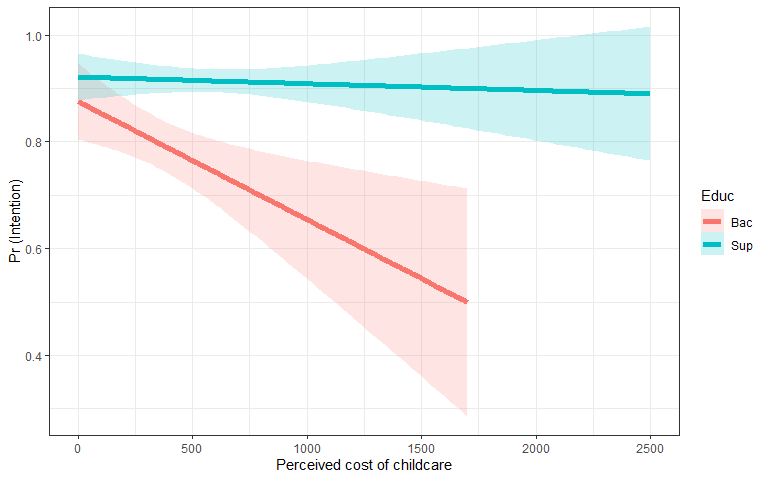 1.0
0.8
0.6
0.4
Pr (Intention)
0 500 1000 1500 2000 2500
Perceived cost of childcare
Educ
Bac
Sup